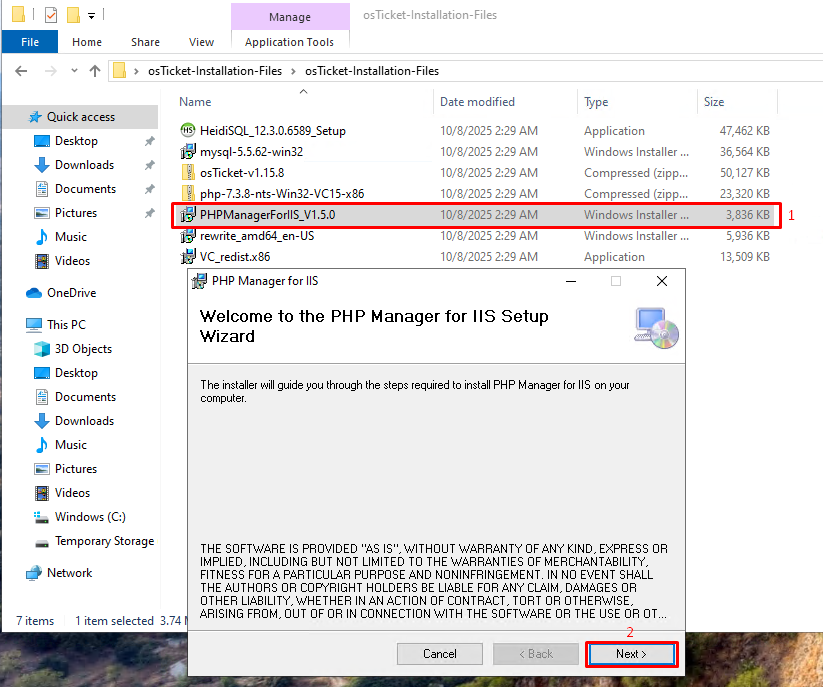 Manage
osTicket-Installation-Files
File
Home
Share
View
Application Tools
osTicket-Installation-Files
osTicket-Installation-Files
Name
Date modified
Type
Size
Quick access
Desktop
Downloads
Documents
Pictures
Music
Videos
OneDrive
This PC
3D Objects
Desktop
Documents
Downloads
Music
Pictures
Videos
Windows (C:)
Temporary Storage
Network
HS HeidiSQL_12.3.0.6589_Setup 10/8/2025 2:29 AM Application 47,462 KB
mysql-5.5.62-win32 10/8/2025 2:29 AM Windows Installer ... 36,564 KB
osTicket-v1.15.8 10/8/2025 2:29 AM Compressed (zipp... 50,127 KB
php-7.3.8-nts-Win32-VC15-x86 10/8/2025 2:29 AM Compressed (zipp... 23,320 KB
PHPManagerForIIS_V1.5.0 10/8/2025 2:29 AM Windows Installer ... 3,836 KB 1
rewrite_amd64_en-US 10/8/2025 2:29 AM Windows Installer ... 5,936 KB
VC_redist.x86 10/8/2025 2:29 AM Application 13,509 KB
PHP Manager for IIS
Welcome to the PHP Manager for IIS Setup
Wizard
The installer will guide you through the steps required to install PHP Manager for IIS on your
computer.
THE SOFTWARE IS PROVIDED "AS IS", WITHOUT WARRANTY OF ANY KIND, EXPRESS OR
IMPLIED, INCLUDING BUT NOT LIMITED TO THE WARRANTIES OF MERCHANTABILITY,
FITNESS FOR A PARTICULAR PURPOSE AND NONINFRINGEMENT. IN NO EVENT SHALL
THE AUTHORS OR COPYRIGHT HOLDERS BE LIABLE FOR ANY CLAIM, DAMAGES OR
OTHER LIABILITY, WHETHER IN AN ACTION OF CONTRACT, TORT OR OTHERWISE,
ARISING FROM, OUT OF OR IN CONNECTION WITH THE SOFTWARE OR THE USE OR OT...
2
Cancel
< Back
Next >
7 items
1 item selected 3.74